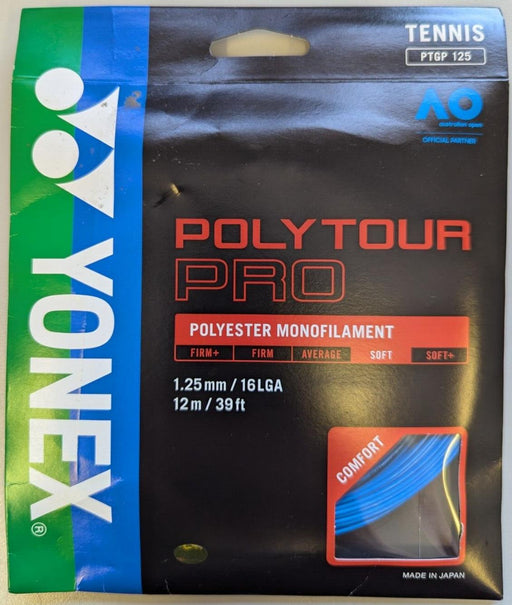 TENNIS
PTGP 125
AO
australian open
OFFICIAL PARTNER
YONEX®
POLYTOUR
PRO
POLYESTER MONOFILAMENT
FIRM+ FIRM AVERAGE SOFT SOFT+
1.25mm / 16LGA
12m / 39ft
COMFORT
MADE IN JAPAN